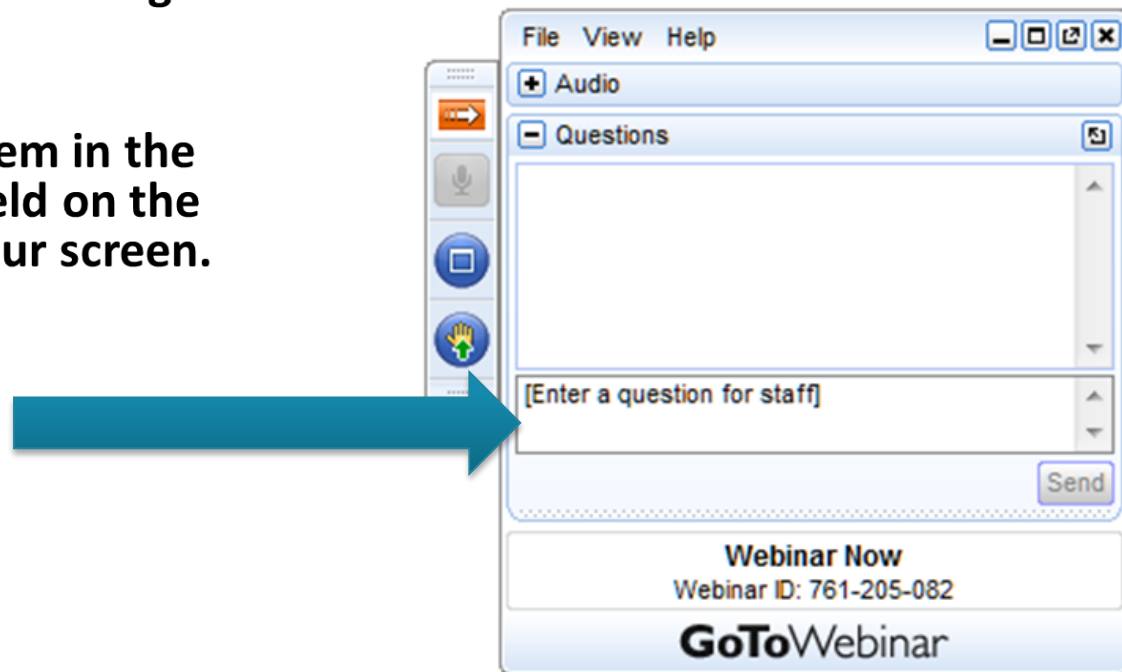 em in the
eld on the
ur screen.
File View Help
Audio
Questions
[Enter a question for staff]
Send
Webinar Now
Webinar ID: 761-205-082
GoToWebinar